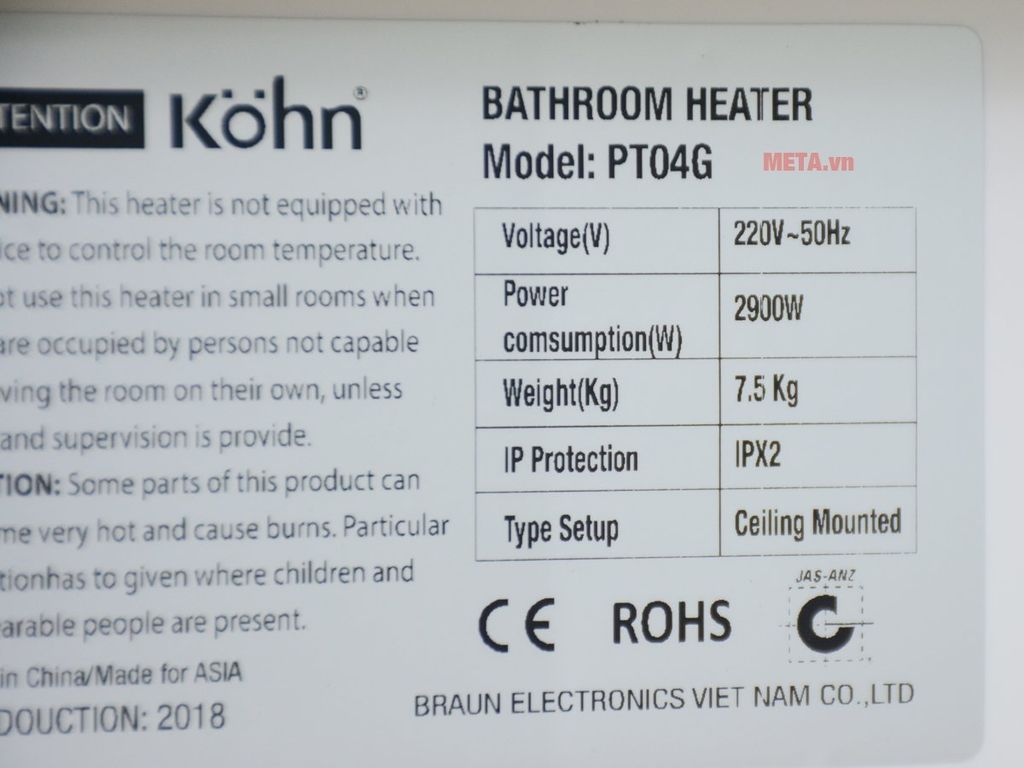 TENTION Köhn®
NING: This heater is not equipped with
ice to control the room temperature.
ot use this heater in small rooms when
are occupied by persons not capable
ving the room on their own, unless
and supervision is provide.
TION: Some parts of this product can
me very hot and cause burns. Particular
tionhas to given where children and
arable people are present.
in China/Made for ASIA
DOUCTION: 2018
BATHROOM HEATER
Model: PT04G
META.vn
Voltage(V) 220V~50Hz
Power
comsumption(W) 2900W
Weight(Kg) 7.5 Kg
IP Protection IPX2
Type Setup Ceiling Mounted
JAS-ANZ
CE ROHS
BRAUN ELECTRONICS VIET NAM CO.,LTD